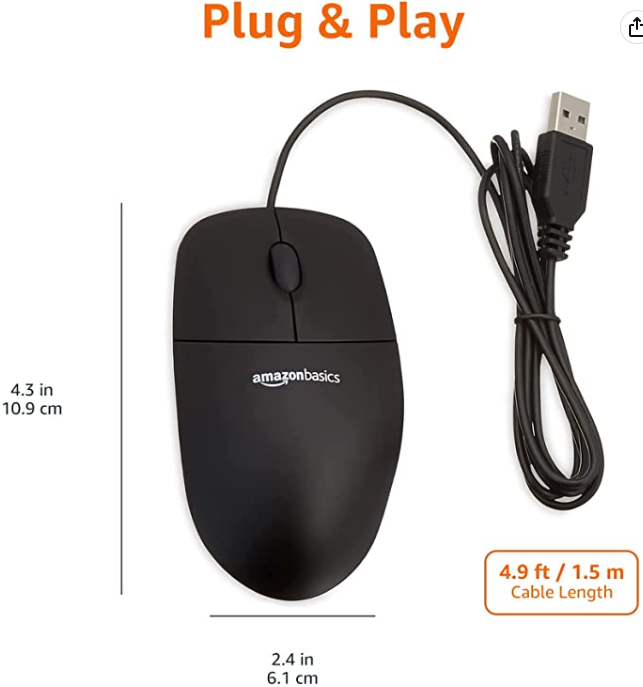 Plug & Play
amazonbasics
4.3 in
10.9 cm
4.9 ft / 1.5 m
Cable Length
2.4 in
6.1 cm